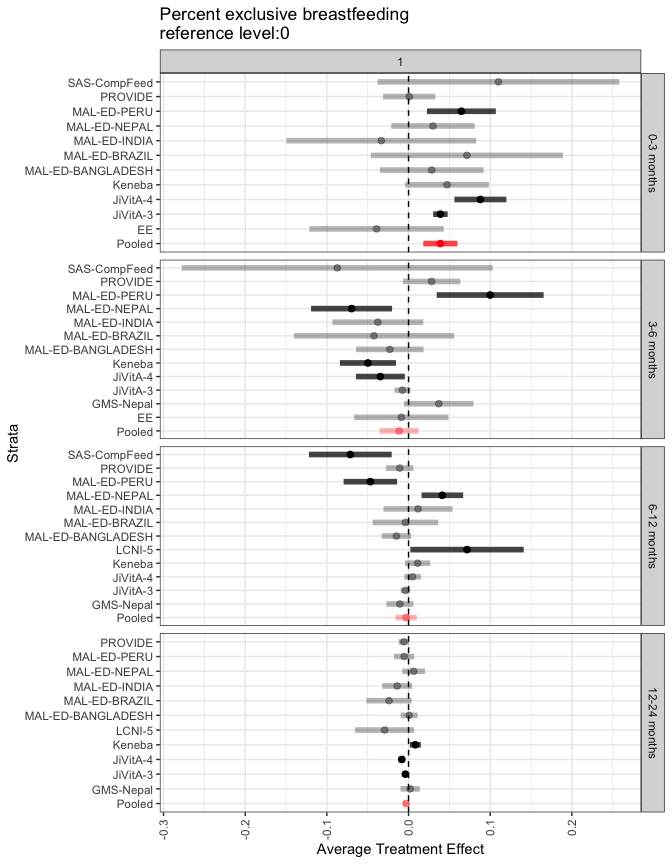 Percent exclusive breastfeeding
reference level:0
1
Strata
SAS-CompFeed
PROVIDE
MAL-ED-PERU
MAL-ED-NEPAL
MAL-ED-INDIA
MAL-ED-BRAZIL
MAL-ED-BANGLADESH
Keneba
JiVitA-4
JiVitA-3
EE
Pooled
0-3 months
SAS-CompFeed
PROVIDE
MAL-ED-PERU
MAL-ED-NEPAL
MAL-ED-INDIA
MAL-ED-BRAZIL
MAL-ED-BANGLADESH
Keneba
JiVitA-4
JiVitA-3
GMS-Nepal
EE
Pooled
3-6 months
SAS-CompFeed
PROVIDE
MAL-ED-PERU
MAL-ED-NEPAL
MAL-ED-INDIA
MAL-ED-BRAZIL
MAL-ED-BANGLADESH
LCNI-5
Keneba
JiVitA-4
JiVitA-3
GMS-Nepal
Pooled
6-12 months
PROVIDE
MAL-ED-PERU
MAL-ED-NEPAL
MAL-ED-INDIA
MAL-ED-BRAZIL
MAL-ED-BANGLADESH
LCNI-5
Keneba
JiVitA-4
JiVitA-3
GMS-Nepal
Pooled
12-24 months
-0.3
-0.2
-0.1
0.0
0.1
0.2
Average Treatment Effect